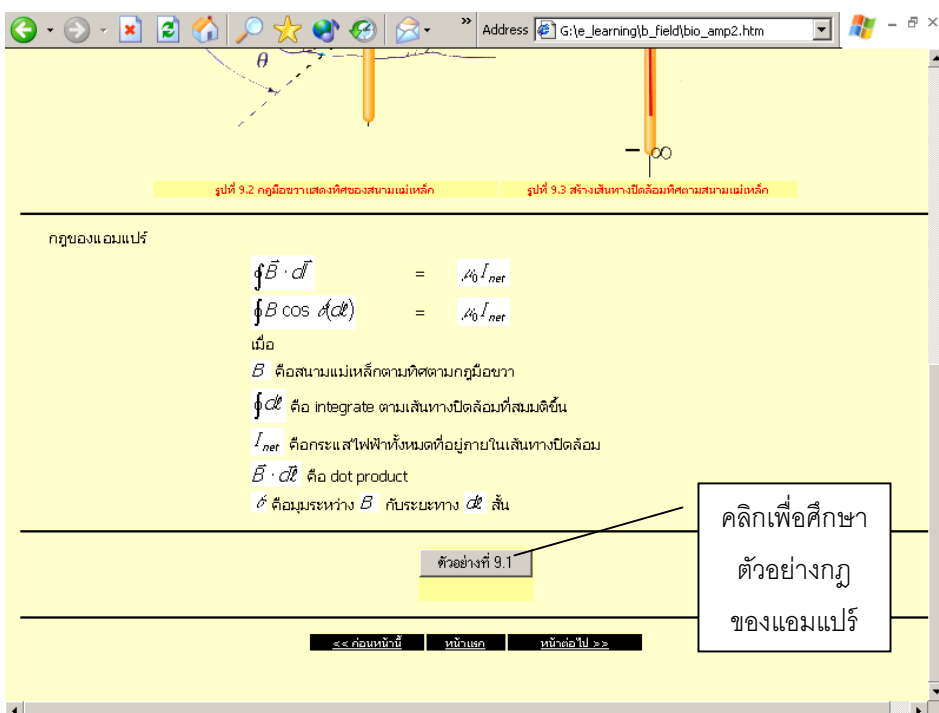 » Address G:\e_learning\b_field\bio_amp2.htm
θ
− ∞
รูปที่ 9.2 กฎมือขวาแสดงทิศของสนามแม่เหล็ก รูปที่ 9.3 สร้างเส้นทางปิดล้อมทิศตามสนามแม่เหล็ก
กฎของแอมแปร์
∮B⃗ · dl⃗ = μ₀I net
∮B cos θ(dℓ) = μ₀I net
เมื่อ
B คือสนามแม่เหล็กตามทิศตามกฎมือขวา
∮dℓ คือ integrate ตามเส้นทางปิดล้อมที่สมมติขึ้น
I net คือกระแสไฟฟ้าทั้งหมดที่อยู่ภายในเส้นทางปิดล้อม
B⃗ · dℓ⃗ คือ dot product
θ คือมุมระหว่าง B กับระยะทาง dℓ สั้น
คลิกเพื่อศึกษา
ตัวอย่างกฎ
ของแอมแปร์
ตัวอย่างที่ 9.1
<< ก่อนหน้านี้ หน้าแรก หน้าต่อไป >>